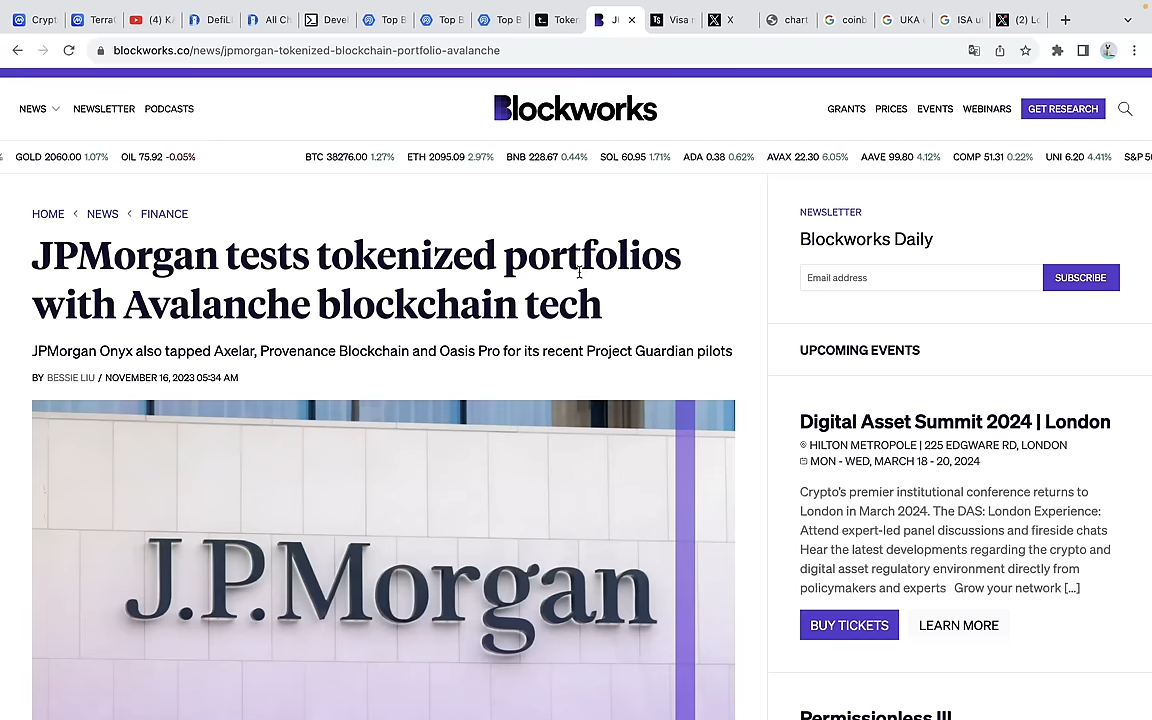 Crypt
Terra
(4) K
DefiL
All Ch
Devel
Top B
Top B
Top B
Token
Visa r
X
chart
coinb
UKA
ISA u
(2) Lo
blockworks.co/news/jpmorgan-tokenized-blockchain-portfolio-avalanche
NEWS NEWSLETTER PODCASTS
Blockworks
GRANTS PRICES EVENTS WEBINARS GET RESEARCH
GOLD 2060.00 1.07% OIL 75.92 -0.05% BTC 38276.00 1.27% ETH 2095.09 2.97% BNB 228.67 0.44% SOL 60.95 1.71% ADA 0.38 0.62% AVAX 22.30 6.05% AAVE 99.80 4.12% COMP 51.31 0.22% UNI 6.20 4.41% S&P 50
HOME < NEWS < FINANCE
JPMorgan tests tokenized portfolios
with Avalanche blockchain tech
JPMorgan Onyx also tapped Axelar, Provenance Blockchain and Oasis Pro for its recent Project Guardian pilots
BY BESSIE LIU / NOVEMBER 16, 2023 05:34 AM
J.P.Morgan
NEWSLETTER
Blockworks Daily
Email address
SUBSCRIBE
UPCOMING EVENTS
Digital Asset Summit 2024 | London
HILTON METROPOLE | 225 EDGWARE RD, LONDON
MON - WED, MARCH 18 - 20, 2024
Crypto's premier institutional conference returns to
London in March 2024. The DAS: London Experience:
Attend expert-led panel discussions and fireside chats
Hear the latest developments regarding the crypto and
digital asset regulatory environment directly from
policymakers and experts Grow your network [...]
BUY TICKETS LEARN MORE
Permissionless III